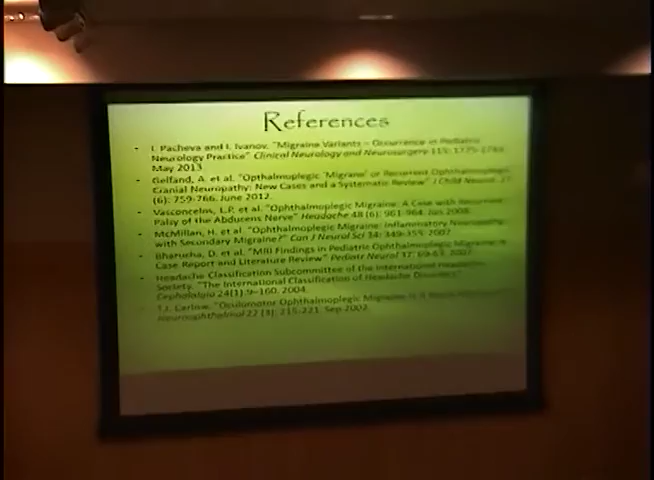 References
- I. Pacheva and I. Ivanov. "Migraine Variants – Occurrence in Pediatric
Neurology Practice" Clinical Neurology and Neurosurgery 115: 1775-1783.
May 2013.
- Gelfand, A. et al. "Opthalmoplegic 'Migraine' or Recurrent Ophthalmoplegic
Cranial Neuropathy: New Cases and a Systematic Review" J Child Neurol. 27
(6): 759-766. June 2012.
- Vasconcelos, L.P. et al. "Ophthalmoplegic Migraine: A Case with Recurrent
Palsy of the Abducens Nerve" Headache 48 (6): 961-964. Jun 2008.
- McMillan, H. et al. "Ophthalmoplegic Migraine: Inflammatory Neuropathy
with Secondary Migraine?" Can J Neurol Sci 34: 349-355. 2007.
- Bharucha, D. et al. "MRI Findings in Pediatric Ophthalmoplegic Migraine: a
Case Report and Literature Review" Pediatr Neurol 37: 59-63. 2007.
- Headache Classification Subcommittee of the International Headache
Society. "The International Classification of Headache Disorders."
Cephalalgia 24(1):9–160. 2004.
- T.J. Carlow. "Oculomotor Ophthalmoplegic Migraine: Is it Really
Neurophthalmol 22 (3): 215-221. Sep 2002.